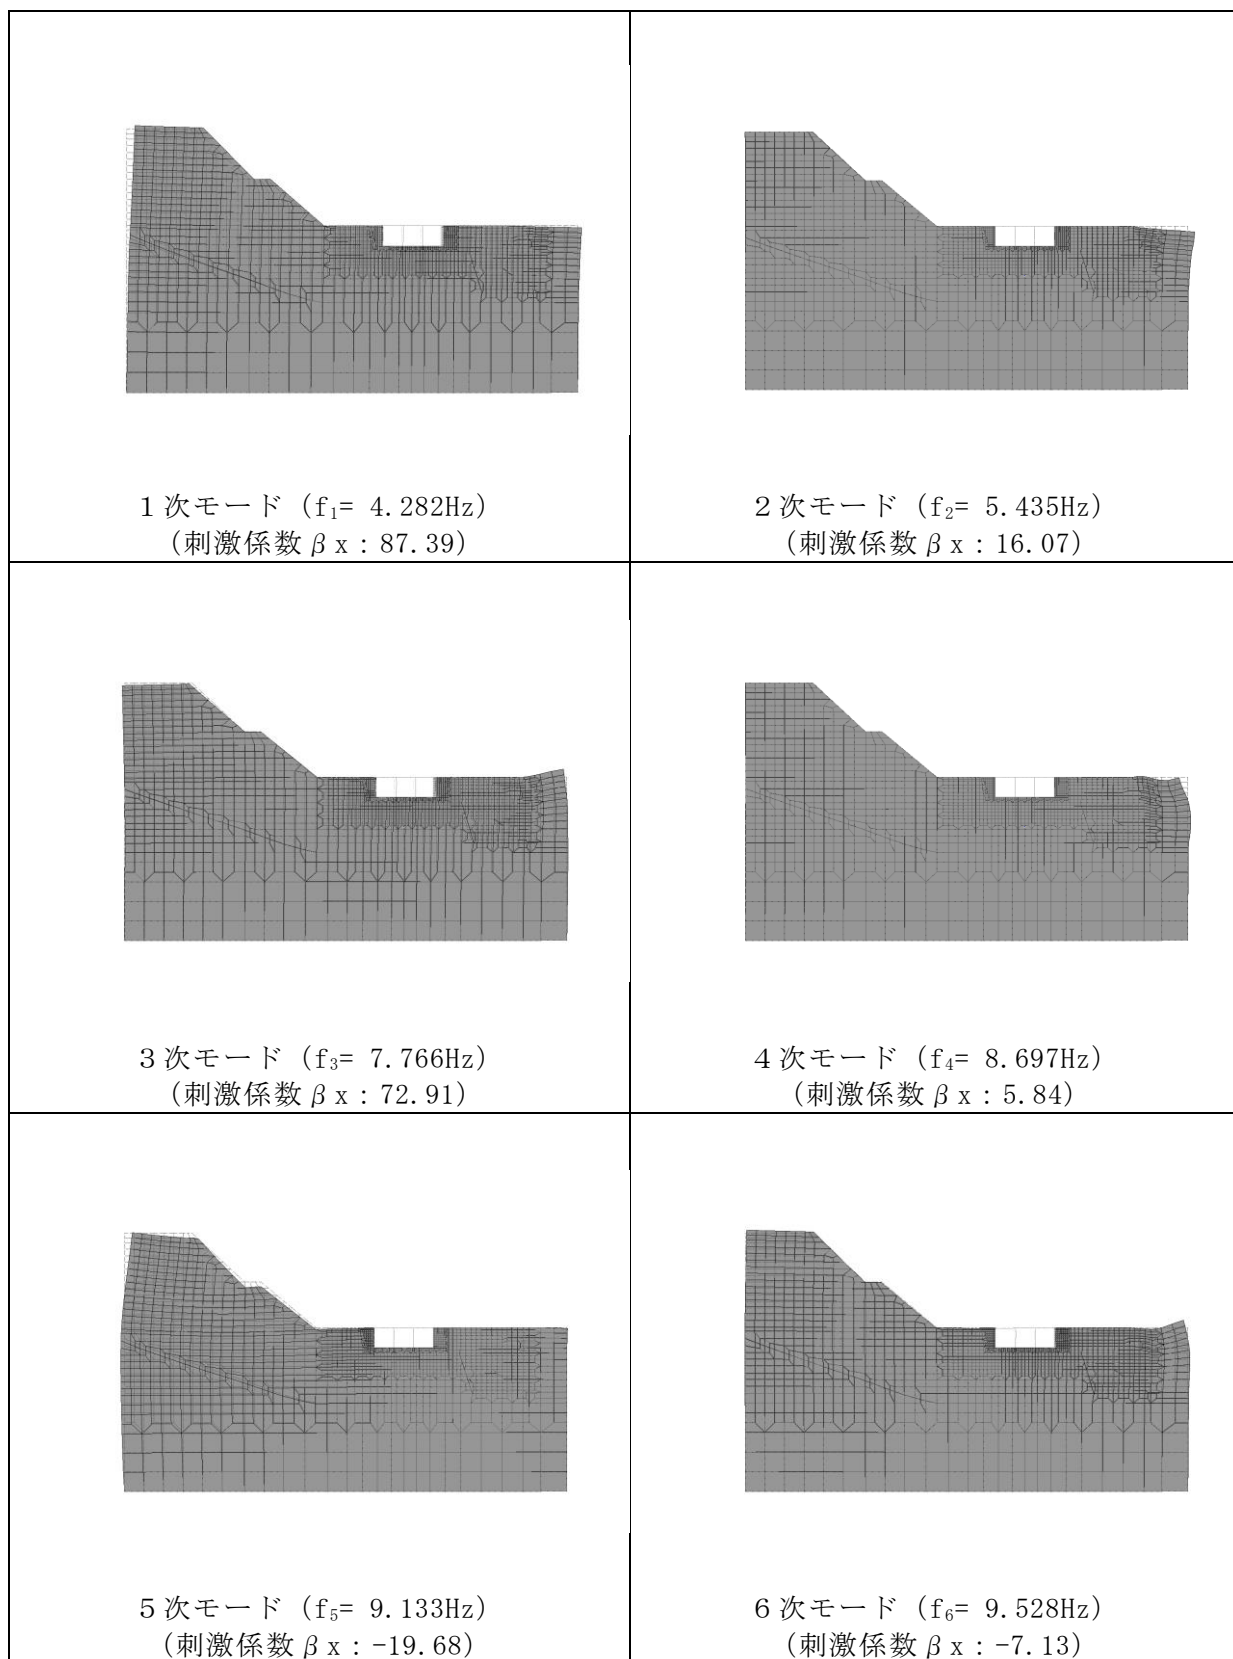 1次モード（f₁= 4.282Hz）
（刺激係数βx：87.39）
2次モード（f₂= 5.435Hz）
（刺激係数βx：16.07）
3次モード（f₃= 7.766Hz）
（刺激係数βx：72.91）
4次モード（f₄= 8.697Hz）
（刺激係数βx：5.84）
5次モード（f₅= 9.133Hz）
（刺激係数βx：-19.68）
6次モード（f₆= 9.528Hz）
（刺激係数βx：-7.13）